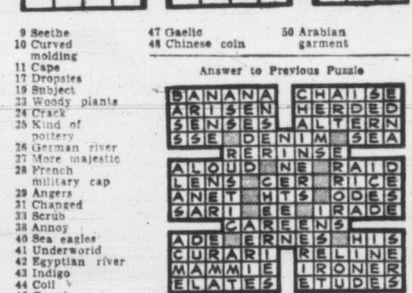 9 Seethe
10 Curved
molding
11 Cape
17 Dropsies
19 Subject
23 Woody plants
24 Crack
25 Kind of
pottery
26 German river
27 More majestic
28 French
military cap
29 Angers
31 Changed
33 Scrub
38 Annoy
40 Sea eagles
41 Underworld
42 Egyptian river
43 Indigo
44 Coil
47 Gaelic
48 Chinese coin
50 Arabian
garment
Answer to Previous Puzzle
BANANA CHAISE
ARISEN HERDED
SENSES ALTERN
SSE DENIM SEA
RERINSE
ALOUD NE RAID
LENS CER RICE
ANET HTS ODES
SARI EE IRADE
CAREENS
ADE ERNES HIS
CURARI RELINE
MAMMIE IRONER
ELATES ETUDES